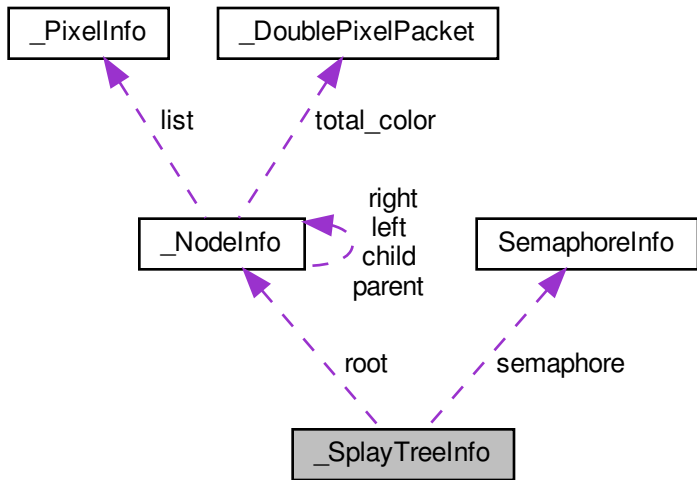 _PixelInfo
_DoublePixelPacket
list
total_color
_NodeInfo
right
left
child
parent
SemaphoreInfo
root
semaphore
_SplayTreeInfo